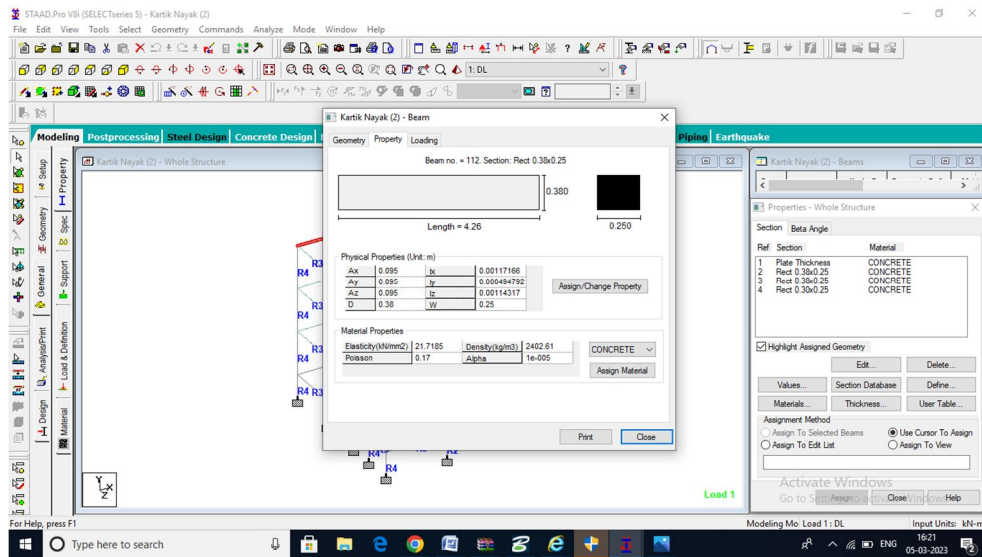 STAAD.Pro V8i (SELECTseries 5) - Kartik Nayak (2)
File Edit View Tools Select Geometry Commands Analyze Mode Window Help
1: DL
Modeling Postprocessing Steel Design Concrete Design Piping Earthquake
Kartik Nayak (2) - Whole Structure
Setup
Geometry
General
Analysis/Print
Design
Property
Spec
Support
Load & Definition
Material
R4 R3
R3
R4
R3
R4 R3
R4
R4
Load 1
Kartik Nayak (2) - Beam
Geometry Property Loading
Beam no. = 112. Section: Rect 0.38x0.25
0.380
Length = 4.26
0.250
Physical Properties (Unit: m)
Ax 0.095 Ix 0.00117166
Ay 0.095 Iy 0.000494792
Az 0.095 Iz 0.00114317
D 0.38 W 0.25
Assign/Change Property
Material Properties
Elasticity(kN/mm2) 21.7185 Density(kg/m3) 2402.61
Poisson 0.17 Alpha 1e-005
CONCRETE
Assign Material
Print Close
Kartik Nayak (2) - Beams
Properties - Whole Structure
Section Beta Angle
Ref Section Material
1 Plate Thickness CONCRETE
2 Rect 0.38x0.25 CONCRETE
3 Rect 0.38x0.25 CONCRETE
4 Rect 0.30x0.25 CONCRETE
Highlight Assigned Geometry
Edit... Delete...
Values... Section Database Define...
Materials... Thickness... User Table...
Assignment Method
Assign To Selected Beams Use Cursor To Assign
Assign To Edit List Assign To View
Activate Windows
Assign Close Help
For Help, press F1
Modeling Mo Load 1 : DL Input Units: kN-m
Type here to search
ENG
16:21
05-03-2023